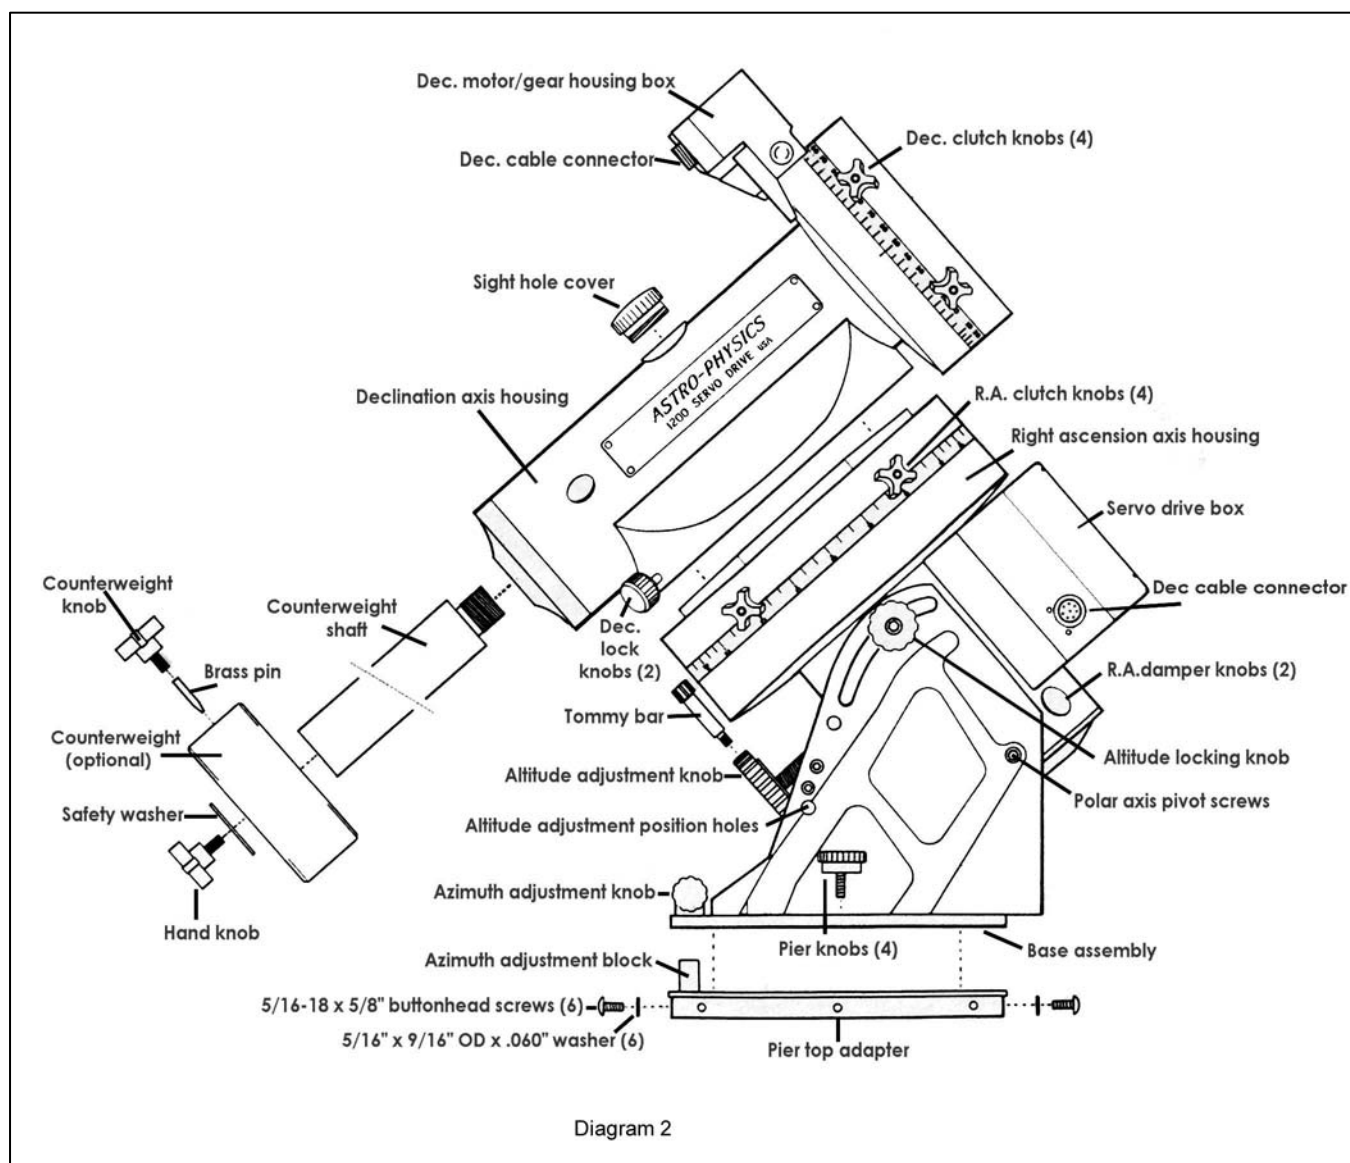 Dec. motor/gear housing box
Dec. clutch knobs (4)
Dec. cable connector
Sight hole cover
ASTRO-PHYSICS
1200 SERVO DRIVE USA
Declination axis housing
R.A. clutch knobs (4)
Right ascension axis housing
Servo drive box
Counterweight
knob
Counterweight
shaft
Dec cable connector
Dec.
lock
knobs (2)
Brass pin
R.A.damper knobs (2)
Tommy bar
Counterweight
(optional)
Altitude locking knob
Altitude adjustment knob
Polar axis pivot screws
Safety washer
Altitude adjustment position holes
Azimuth adjustment knob
Hand knob
Pier knobs (4)
Base assembly
Azimuth adjustment block
5/16-18 x 5/8" buttonhead screws (6)
5/16" x 9/16" OD x .060" washer (6)
Pier top adapter
Diagram 2